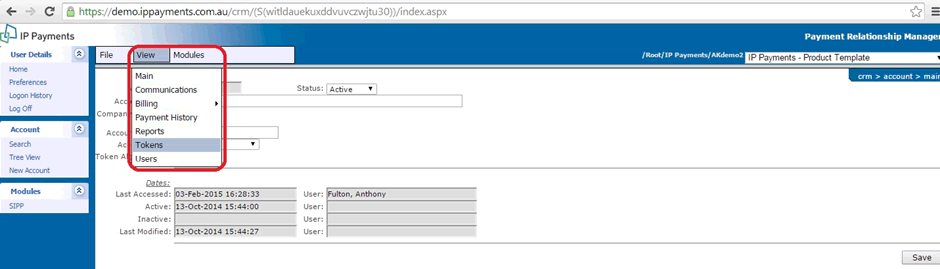 https://demo.ippayments.com.au/crm/(S(witldauekuxddvuvczwjtu30))/index.aspx
IP Payments
Payment Relationship Manage
User Details
File View Modules
/Root/IP Payments/AKdemo2 IP Payments - Product Template
crm > account > main
Home
Preferences
Logon History
Log Off
Main
Communications
Billing
Payment History
Reports
Tokens
Users
Status: Active
Acco
Company
Accou
Ac
Token A
Account
Search
Tree View
New Account
Modules
SIPP
Dates:
Last Accessed: 03-Feb-2015 16:28:33 User: Fulton, Anthony
Active: 13-Oct-2014 15:44:00 User:
Inactive: User:
Last Modified: 13-Oct-2014 15:44:27 User:
Save